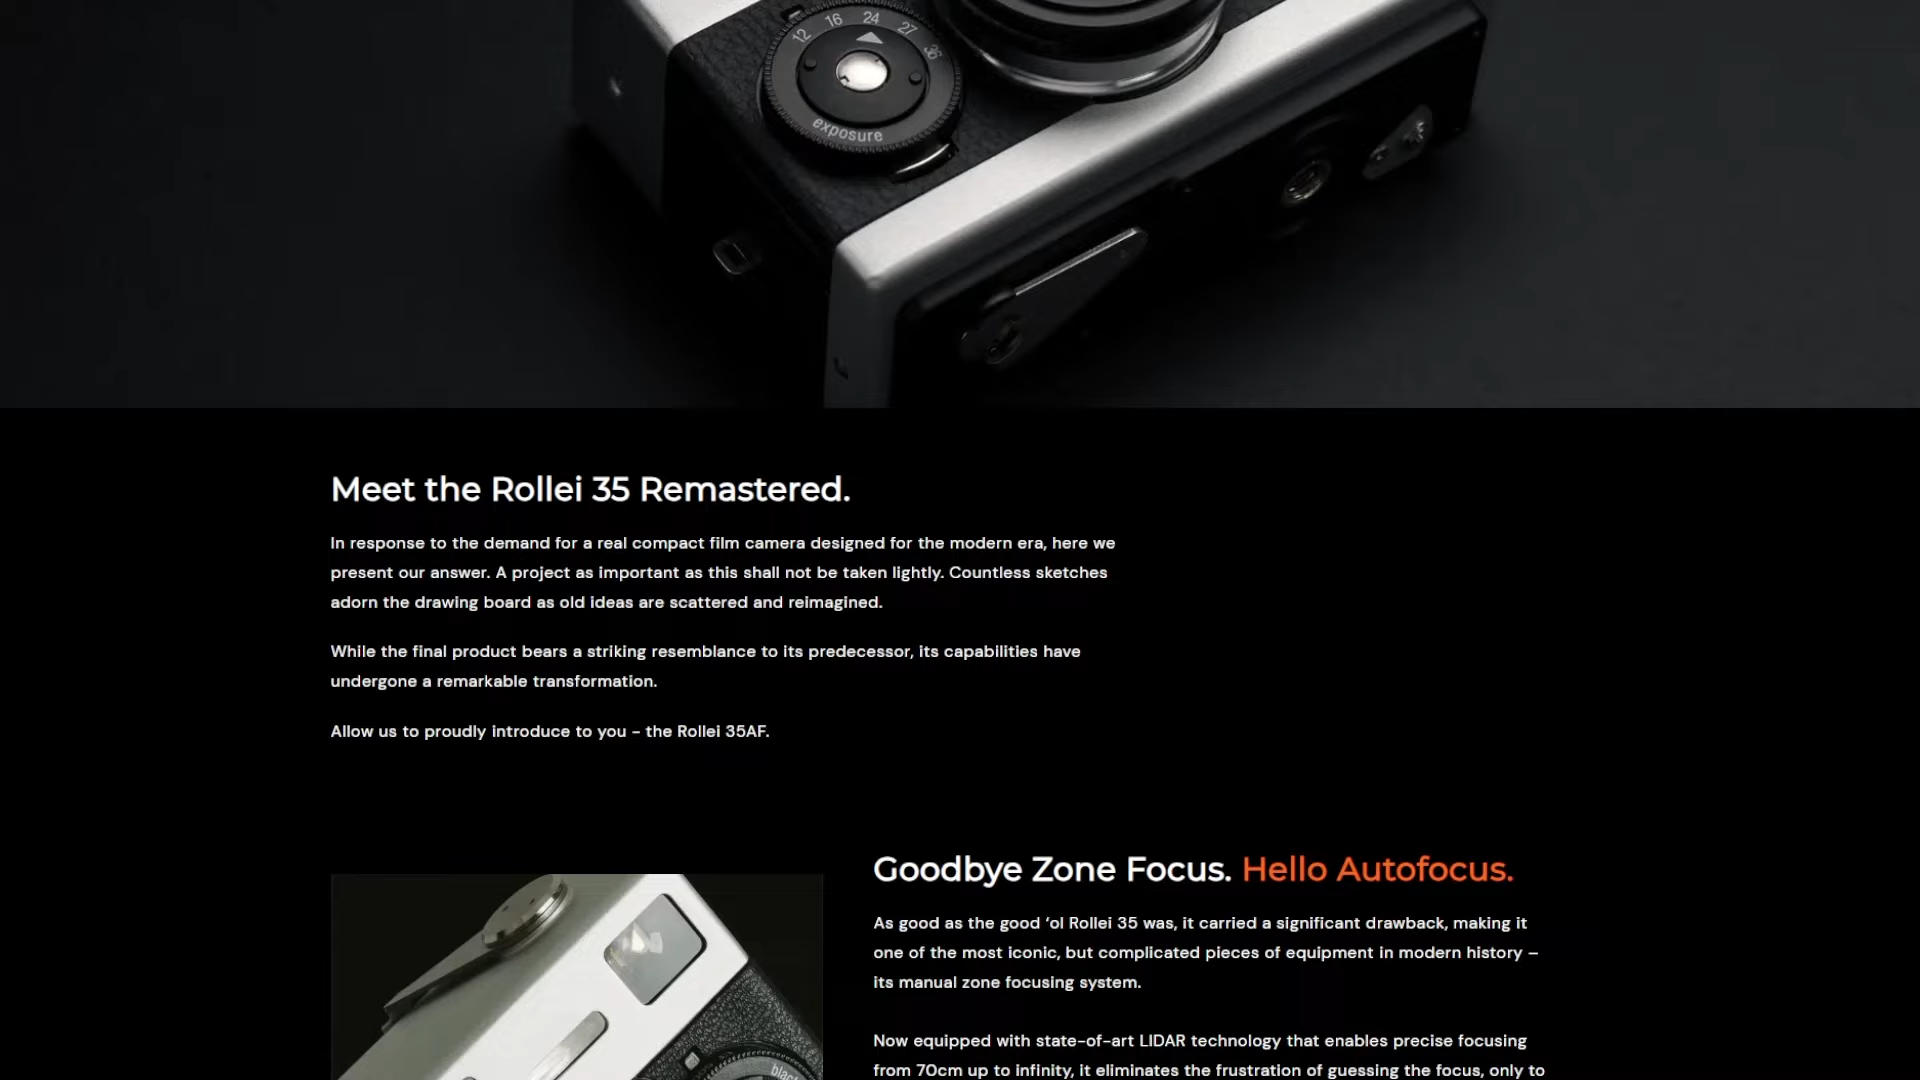 12 16 24 27 36
exposure
Meet the Rollei 35 Remastered.
In response to the demand for a real compact film camera designed for the modern era, here we
present our answer. A project as important as this shall not be taken lightly. Countless sketches
adorn the drawing board as old ideas are scattered and reimagined.
While the final product bears a striking resemblance to its predecessor, its capabilities have
undergone a remarkable transformation.
Allow us to proudly introduce to you - the Rollei 35AF.
Goodbye Zone Focus. Hello Autofocus.
As good as the good ‘ol Rollei 35 was, it carried a significant drawback, making it
one of the most iconic, but complicated pieces of equipment in modern history –
its manual zone focusing system.
Now equipped with state-of-art LIDAR technology that enables precise focusing
from 70cm up to infinity, it eliminates the frustration of guessing the focus, only to